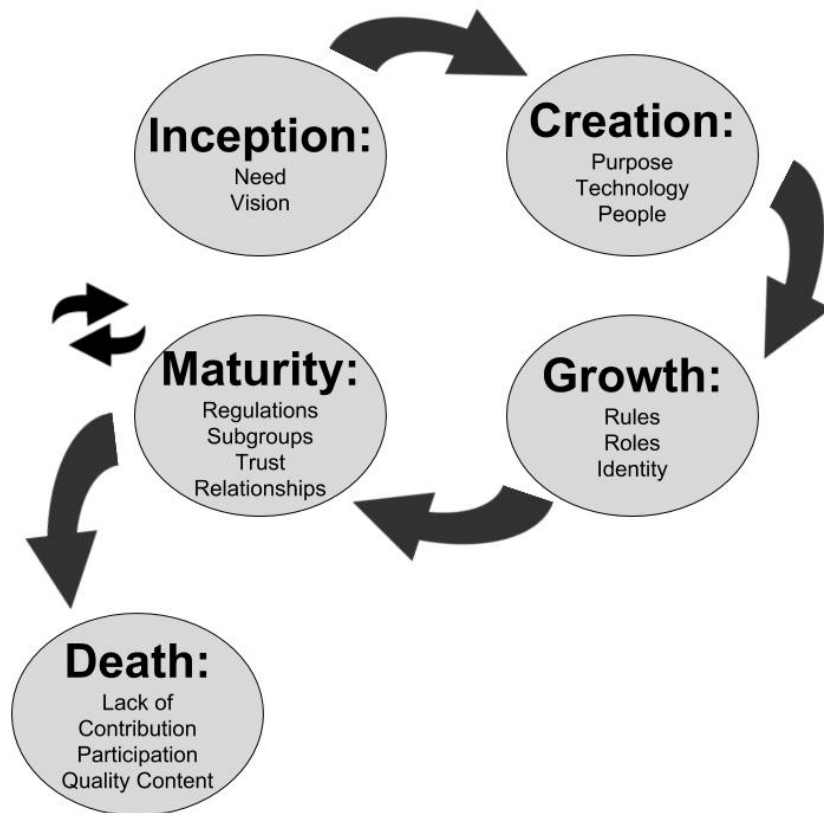 Inception:
Need
Vision
Creation:
Purpose
Technology
People
Growth:
Rules
Roles
Identity
Maturity:
Regulations
Subgroups
Trust
Relationships
Death:
Lack of
Contribution
Participation
Quality Content